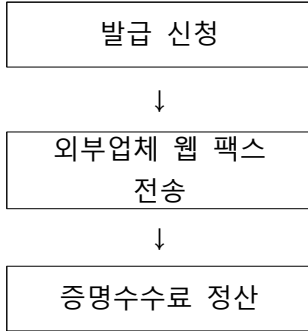 발급 신청
↓
외부업체 웹 팩스
전송
↓
증명수수료 정산